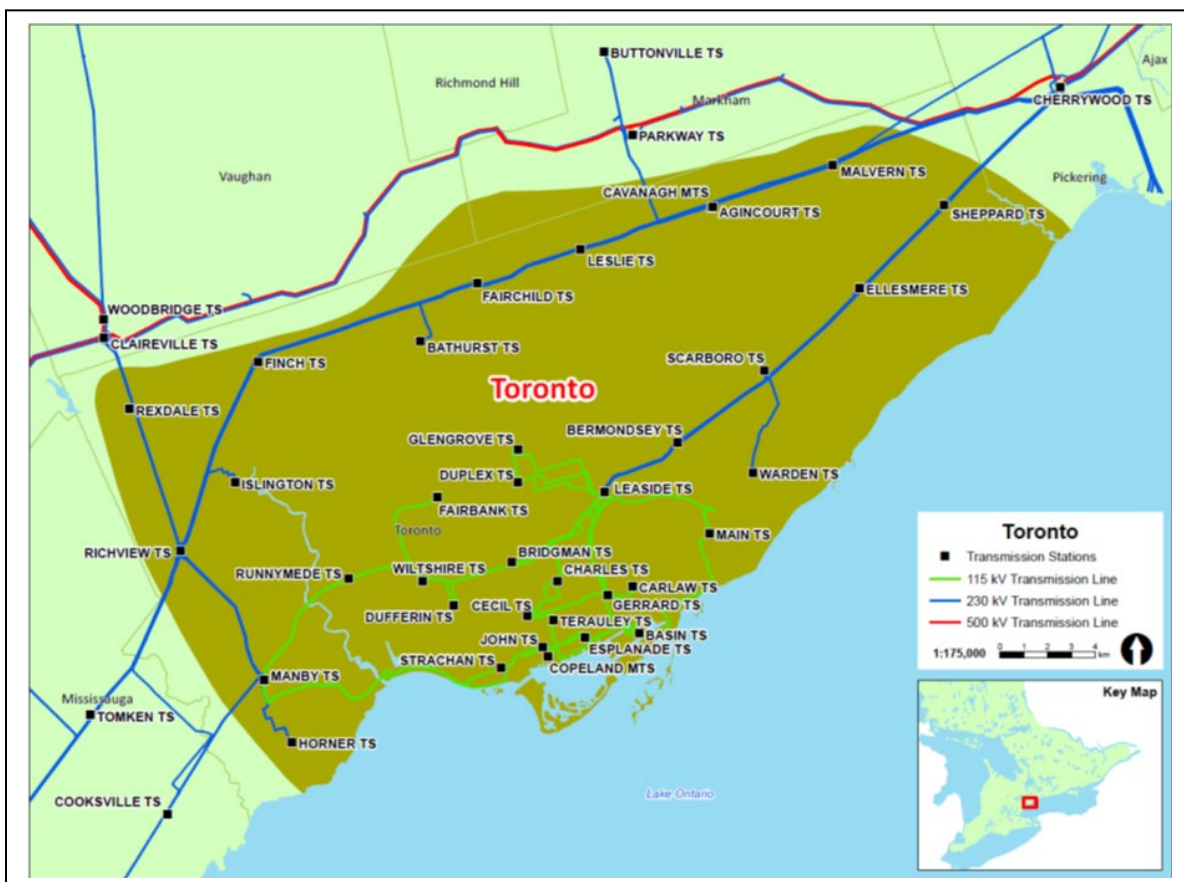 BUTTONVILLE TS
Ajax
Richmond Hill
Markham
CHERRYWOOD TS
PARKWAY TS
Vaughan
MALVERN TS
Pickering
CAVANAGH MTS
AGINCOURT TS
SHEPPARD TS
LESLIE TS
FAIRCHILD TS
ELLESMERE TS
WOODBRIDGE TS
CLAIREVILLE TS
BATHURST TS
FINCH TS
SCARBORO TS
Toronto
REXDALE TS
GLENGROVE TS
BERMONDSEY TS
DUPLEX TS
WARDEN TS
ISLINGTON TS
LEASIDE TS
FAIRBANK TS
Toronto
MAIN TS
RICHVIEW TS
BRIDGMAN TS
RUNNYMEDE TS
WILTSHIRE TS
CHARLES TS
CARLAW TS
DUFFERIN TS
CECIL TS
GERRARD TS
TERAULEY TS
BASIN TS
JOHN TS
ESPLANADE TS
STRACHAN TS
COPELAND MTS
MANBY TS
Mississauga
TOMKEN TS
HORNER TS
COOKSVILLE TS
Lake Ontario
Toronto
Transmission Stations
115 kV Transmission Line
230 kV Transmission Line
500 kV Transmission Line
1:175,000 0 1 2 3 4 km
Key Map